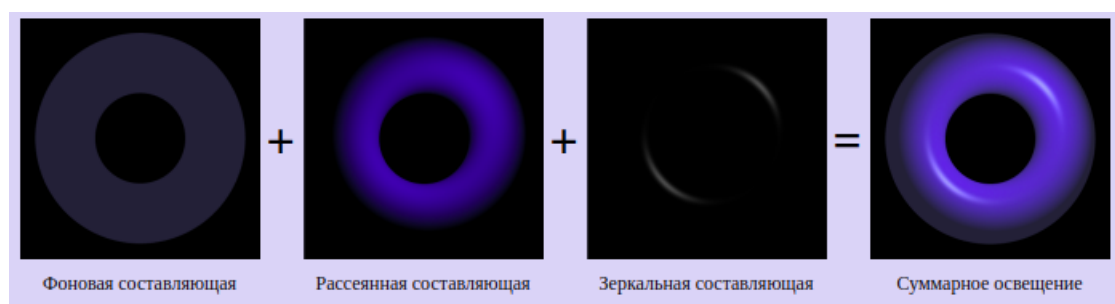 + + =
Фоновая составляющая Рассеянная составляющая Зеркальная составляющая Суммарное освещение